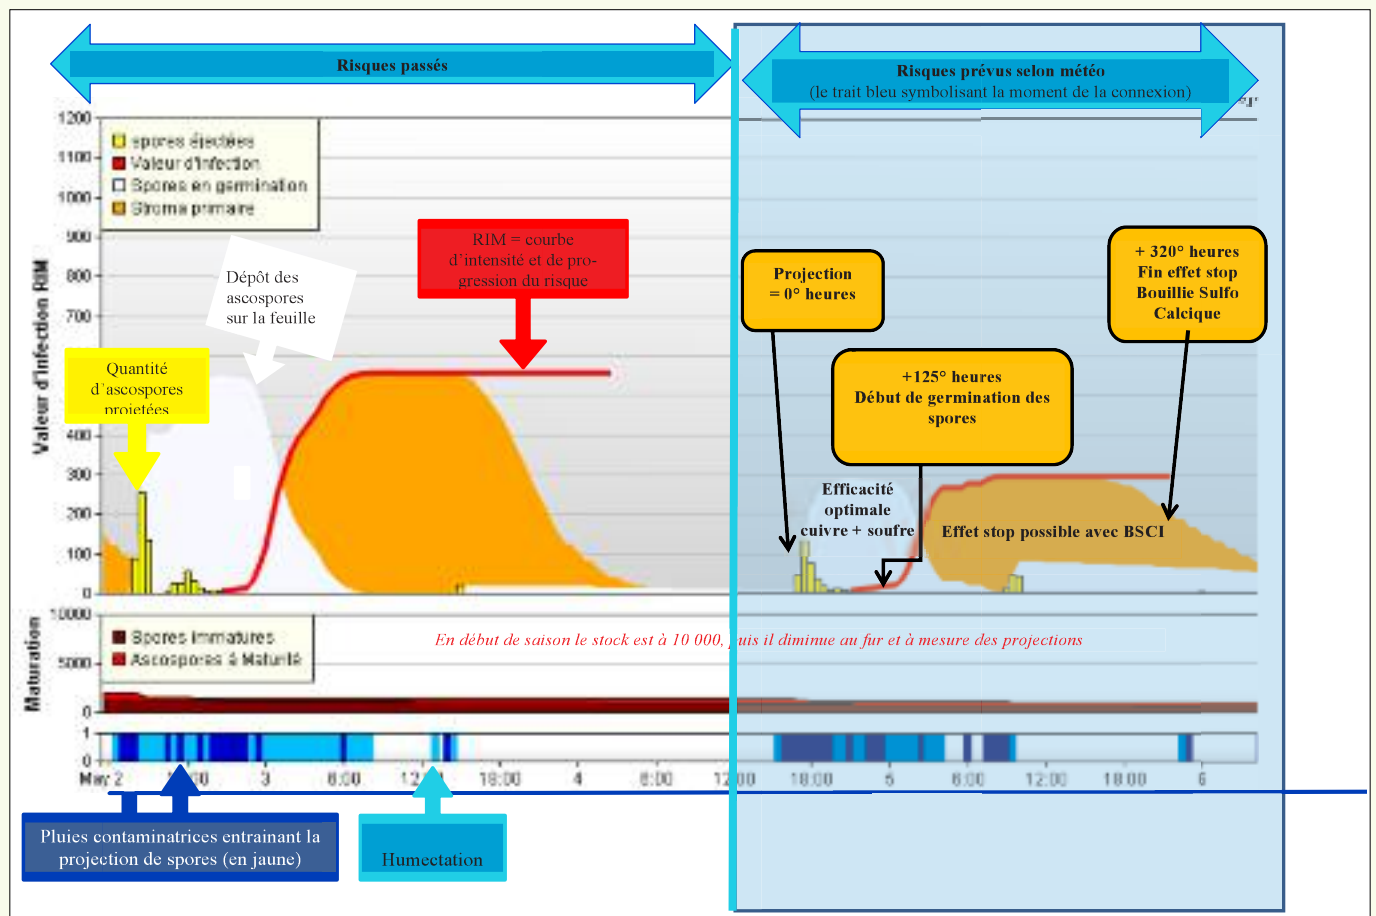 Risques passés
Risques prévus selon météo
(le trait bleu symbolisant la moment de la connexion)
1200
1100
1000
900
800
700
400
300
200
100
0
Valeur d'Infection RIM
spores éjectées
Valeur d'infection
Spores en germination
Stroma primaire
RIM = courbe
d'intensité et de pro-
gression du risque
Dépôt des
ascospores
sur la feuille
Quantité
d'ascospores
projetées
Projection
= 0° heures
+ 320° heures
Fin effet stop
Bouillie Sulfo
Calcique
+125° heures
Début de germination des
spores
Efficacité
optimale
cuivre + soufre
Effet stop possible avec BSCI
Maturation
10000
5000
0
Spores immatures
Ascospores à Maturité
En début de saison le stock est à 10 000, puis il diminue au fur et à mesure des projections
1
0
May 2
3
6:00
18:00
4
6:00
12:00
18:00
5
6:00
12:00
18:00
6
Pluies contaminatrices entrainant la
projection de spores (en jaune)
Humectation